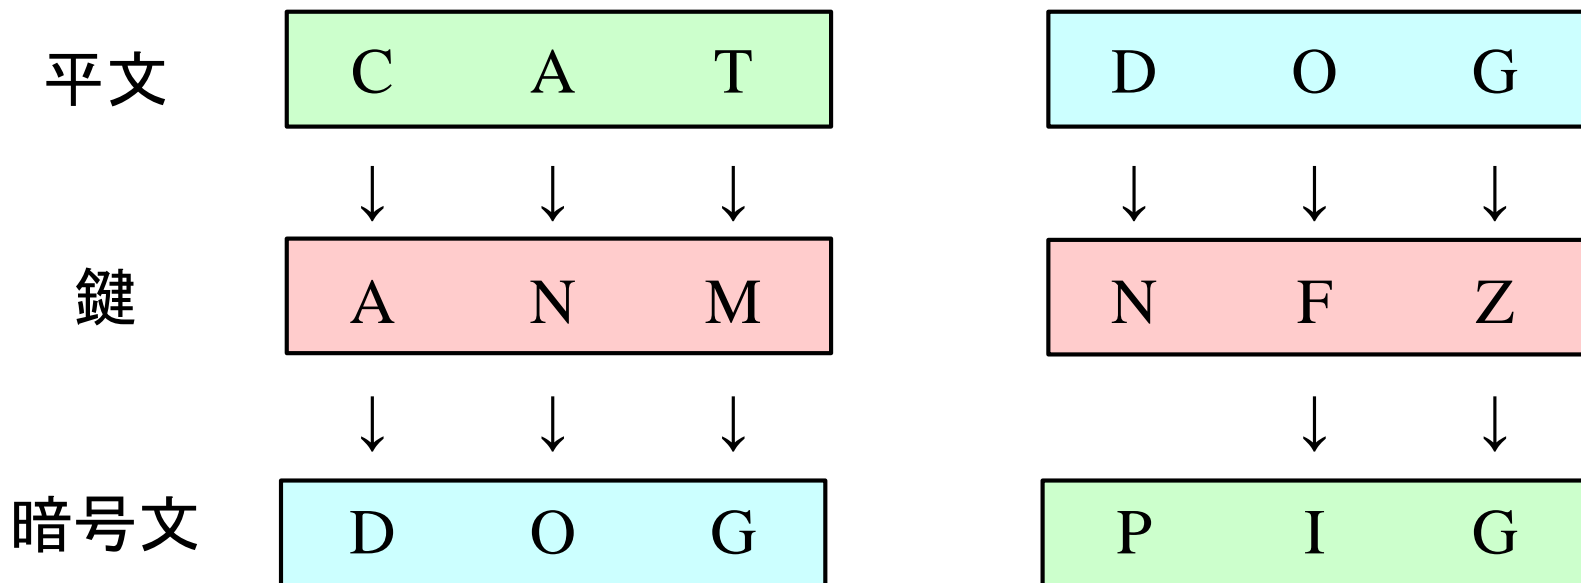 平文 C A T D O G
↓ ↓ ↓ ↓ ↓ ↓
鍵 A N M N F Z
↓ ↓ ↓ ↓ ↓
暗号文 D O G P I G